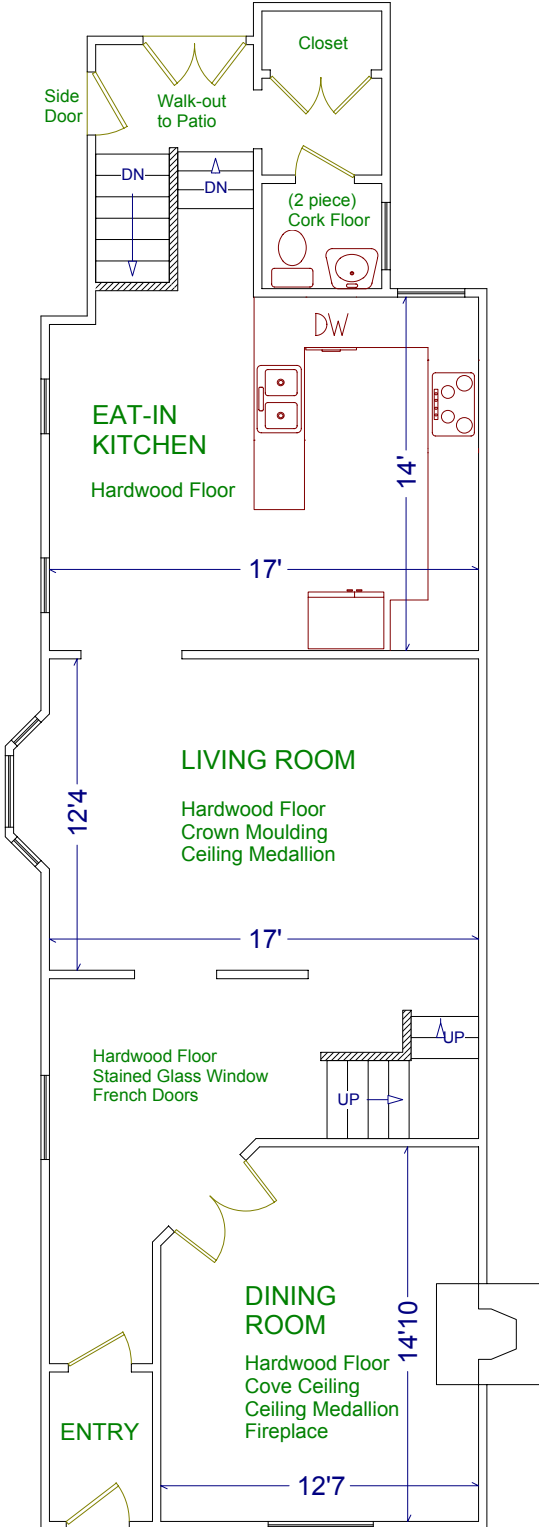 Closet
Side
Door
Walk-out
to Patio
DN
DN
(2 piece)
Cork Floor
DW
EAT-IN
KITCHEN
Hardwood Floor
14'
17'
LIVING ROOM
Hardwood Floor
Crown Moulding
Ceiling Medallion
12'4
17'
Hardwood Floor
Stained Glass Window
French Doors
UP
UP
DINING
ROOM
Hardwood Floor
Cove Ceiling
Ceiling Medallion
Fireplace
14'10
ENTRY
12'7